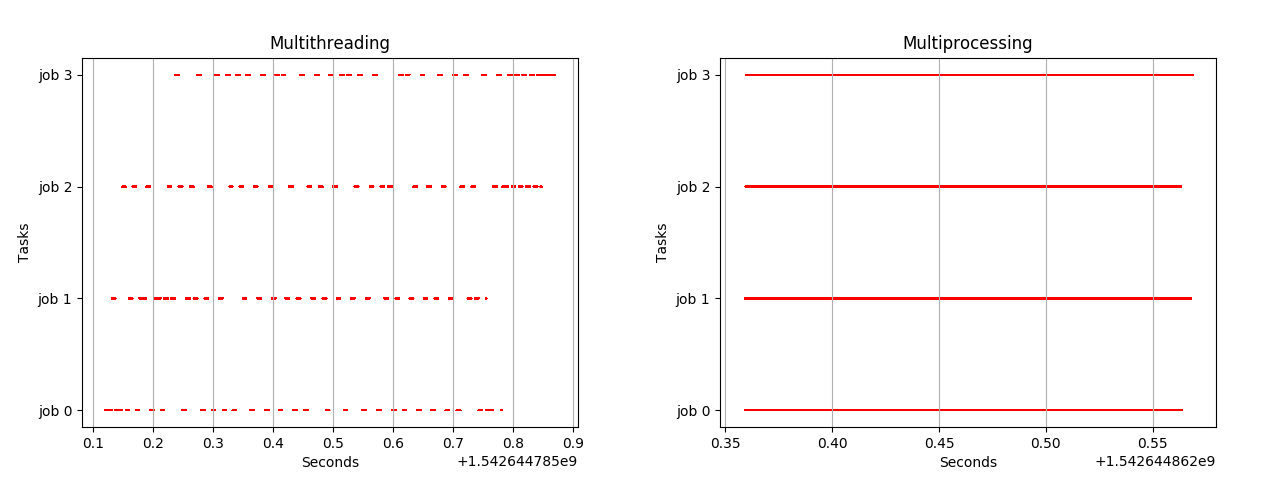 Multithreading
job 3
job 2
job 1
job 0
Tasks
0.1 0.2 0.3 0.4 0.5 0.6 0.7 0.8 0.9
Seconds
+1.542644785e9
Multiprocessing
job 3
job 2
job 1
job 0
Tasks
0.35 0.40 0.45 0.50 0.55
Seconds
+1.542644862e9